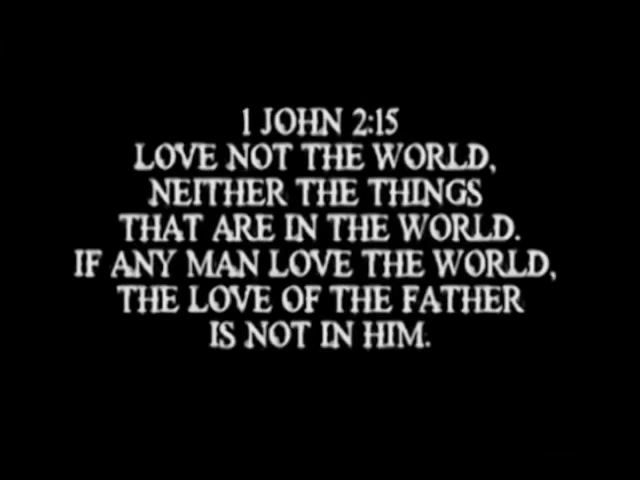 1 JOHN 2:15
LOVE NOT THE WORLD,
NEITHER THE THINGS
THAT ARE IN THE WORLD.
IF ANY MAN LOVE THE WORLD,
THE LOVE OF THE FATHER
IS NOT IN HIM.